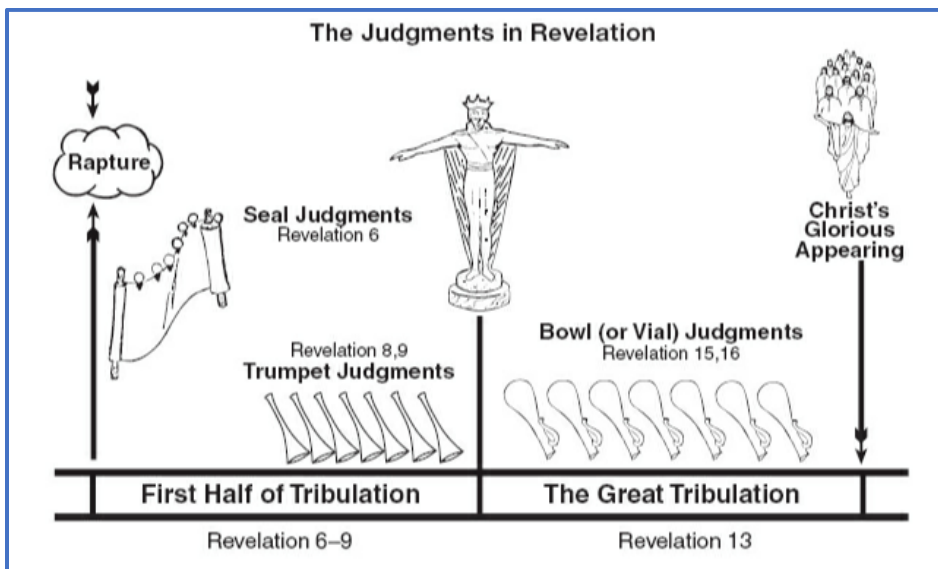 The Judgments in Revelation
Rapture
Seal Judgments
Revelation 6
Christ's
Glorious
Appearing
Revelation 8,9
Trumpet Judgments
Bowl (or Vial) Judgments
Revelation 15,16
First Half of Tribulation
The Great Tribulation
Revelation 6–9
Revelation 13